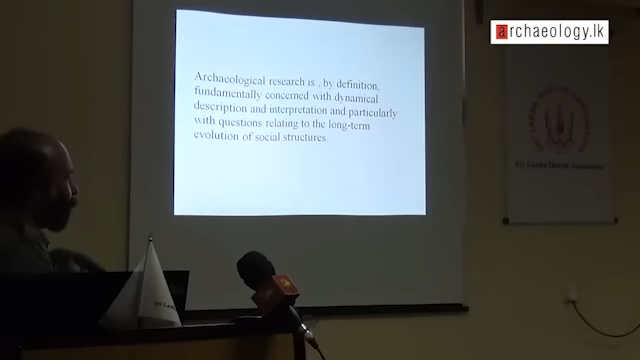 archaeology.lk
Archaeological research is , by definition,
fundamentally concerned with dynamical
description and interpretation and particularly
with questions relating to the long-term
evolution of social structures.
Sri Lanka